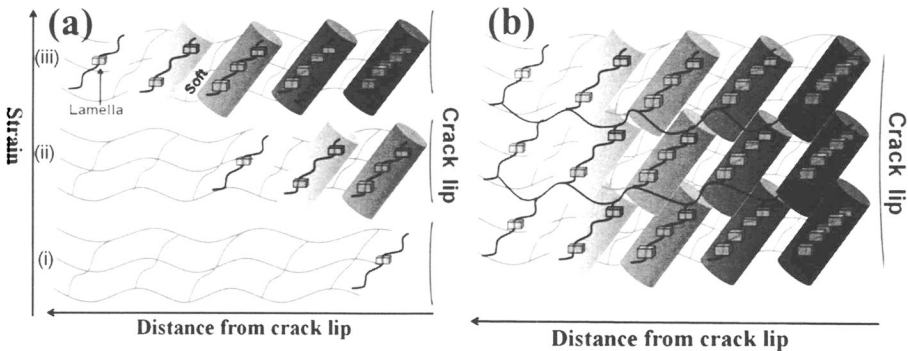 (a)
(iii)
Lamella
Soft
Strain
(ii)
(i)
Crack lip
Distance from crack lip
(b)
Crack lip
Distance from crack lip